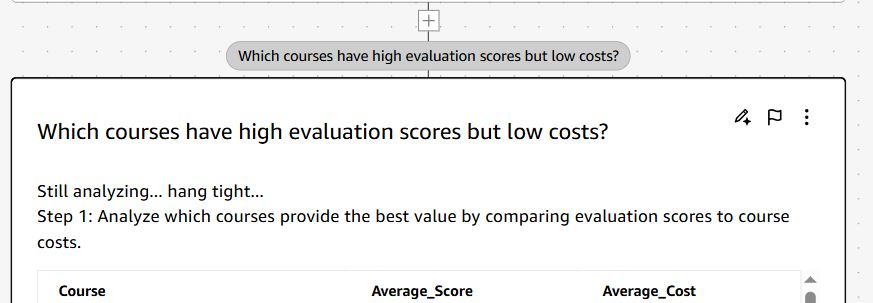 Which courses have high evaluation scores but low costs?
Which courses have high evaluation scores but low costs?
Still analyzing... hang tight...
Step 1: Analyze which courses provide the best value by comparing evaluation scores to course
costs.
Course Average_Score Average_Cost